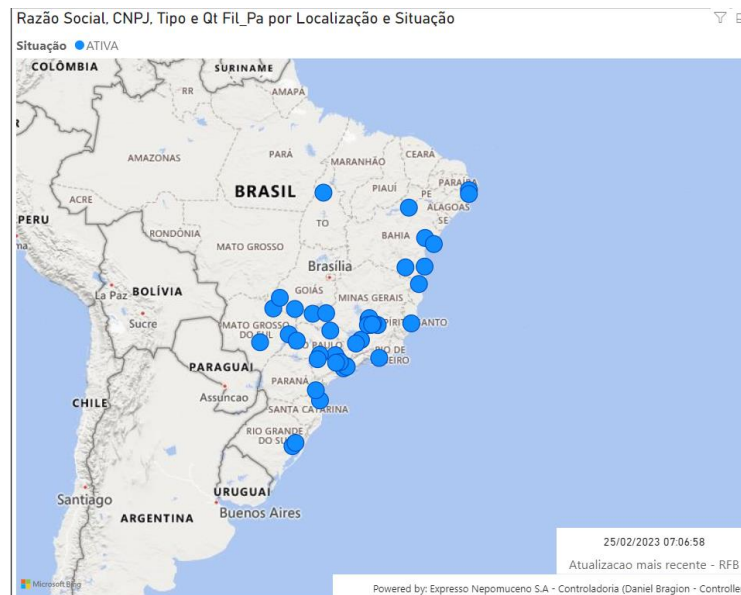 Razão Social, CNPJ, Tipo e Qt Fil_Pa por Localização e Situação
Situação ATIVA
COLÔMBIA
SURINAME
RR
AMAPÁ
AMAZONAS
PARÁ
MARANHÃO
CEARÁ
BRASIL
PIAUÍ
PARAÍBA
PE
ACRE
ALAGOAS
TO
SE
PERU
RONDÔNIA
BAHIA
MATO GROSSO
Brasília
La Paz
BOLÍVIA
GOIÁS
MINAS GERAIS
Sucre
MATO GROSSO
DO SUL
PAULO
RIO DE
PARAGUAI
PARANÁ
Assuncao
CHILE
SANTA CATARINA
RIO GRANDE
DO SUL
URUGUAI
Santiago
Buenos Aires
ARGENTINA
25/02/2023 07:06:58
Atualizacao mais recente - RFB
Microsoft Bing
Powered by: Expresso Nepomuceno S.A - Controladoria (Daniel Bragion - Controller